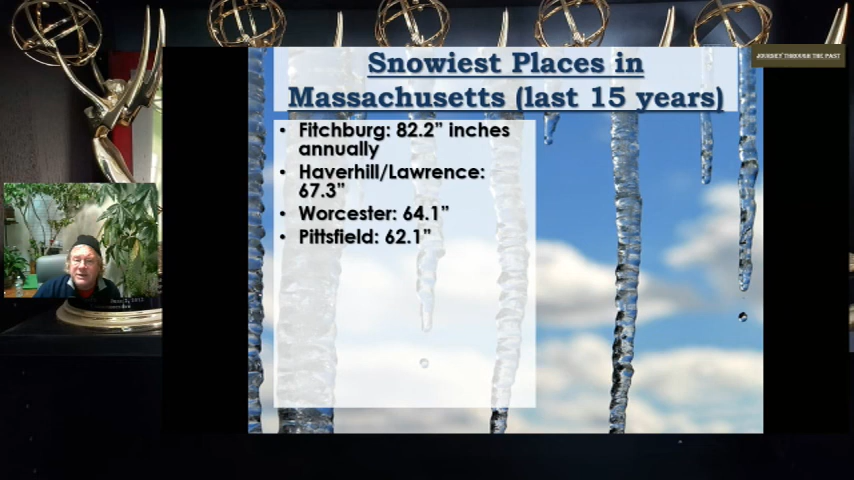 JOURNEY THROUGH THE PAST
Snowiest Places in
Massachusetts (last 15 years)
• Fitchburg: 82.2” inches
annually
• Haverhill/Lawrence:
67.3”
• Worcester: 64.1”
• Pittsfield: 62.1”